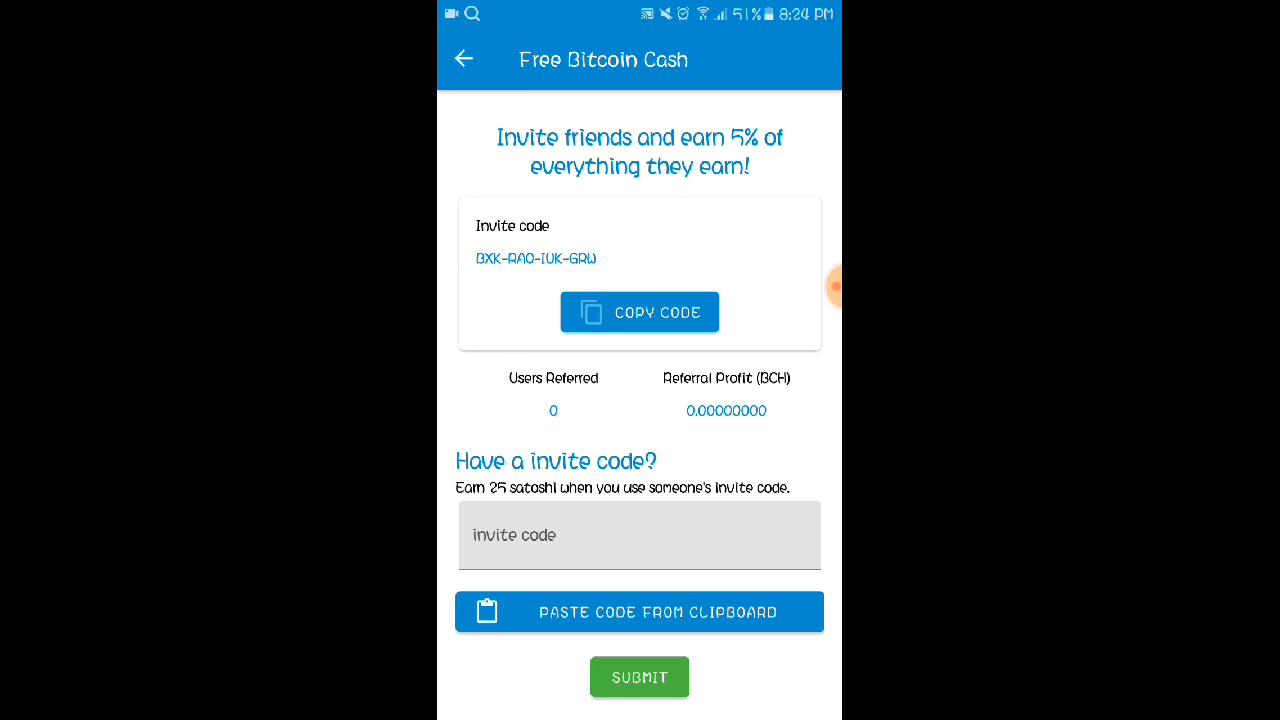 51% 8:24 PM
Free Bitcoin Cash
Invite friends and earn 5% of
everything they earn!
Invite code
BXK-RAO-IUK-GRW
COPY CODE
Users Referred Referral Profit (BCH)
0 0.00000000
Have a invite code?
Earn 25 satoshi when you use someone's invite code.
invite code
PASTE CODE FROM CLIPBOARD
SUBMIT